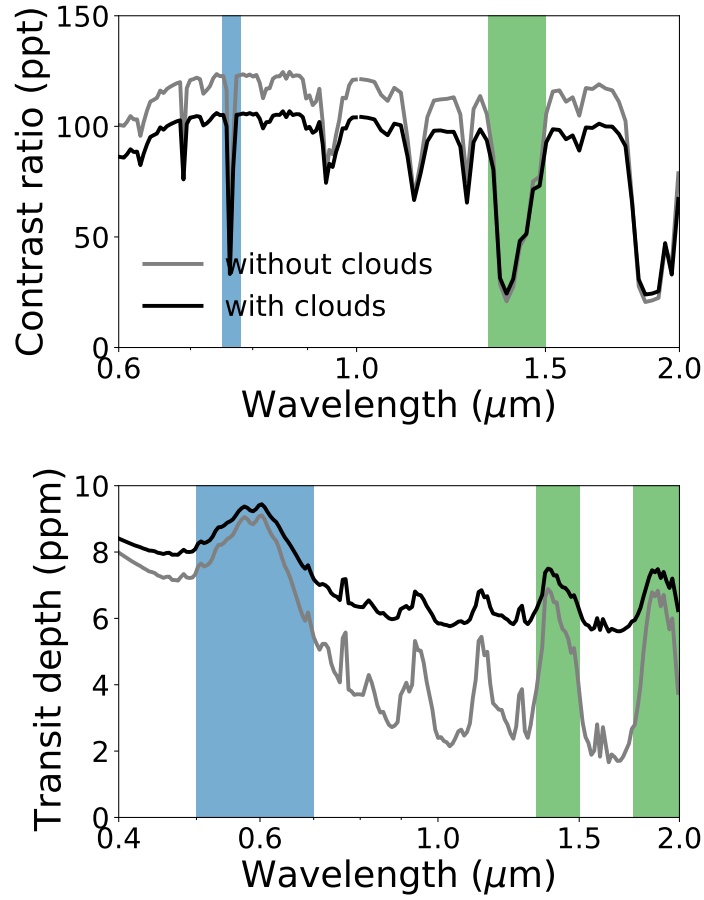 Contrast ratio (ppt)
150
100
50
0
without clouds
with clouds
0.6 1.0 1.5 2.0
Wavelength (μm)
Transit depth (ppm)
10
8
6
4
2
0
0.4 0.6 1.0 1.5 2.0
Wavelength (μm)